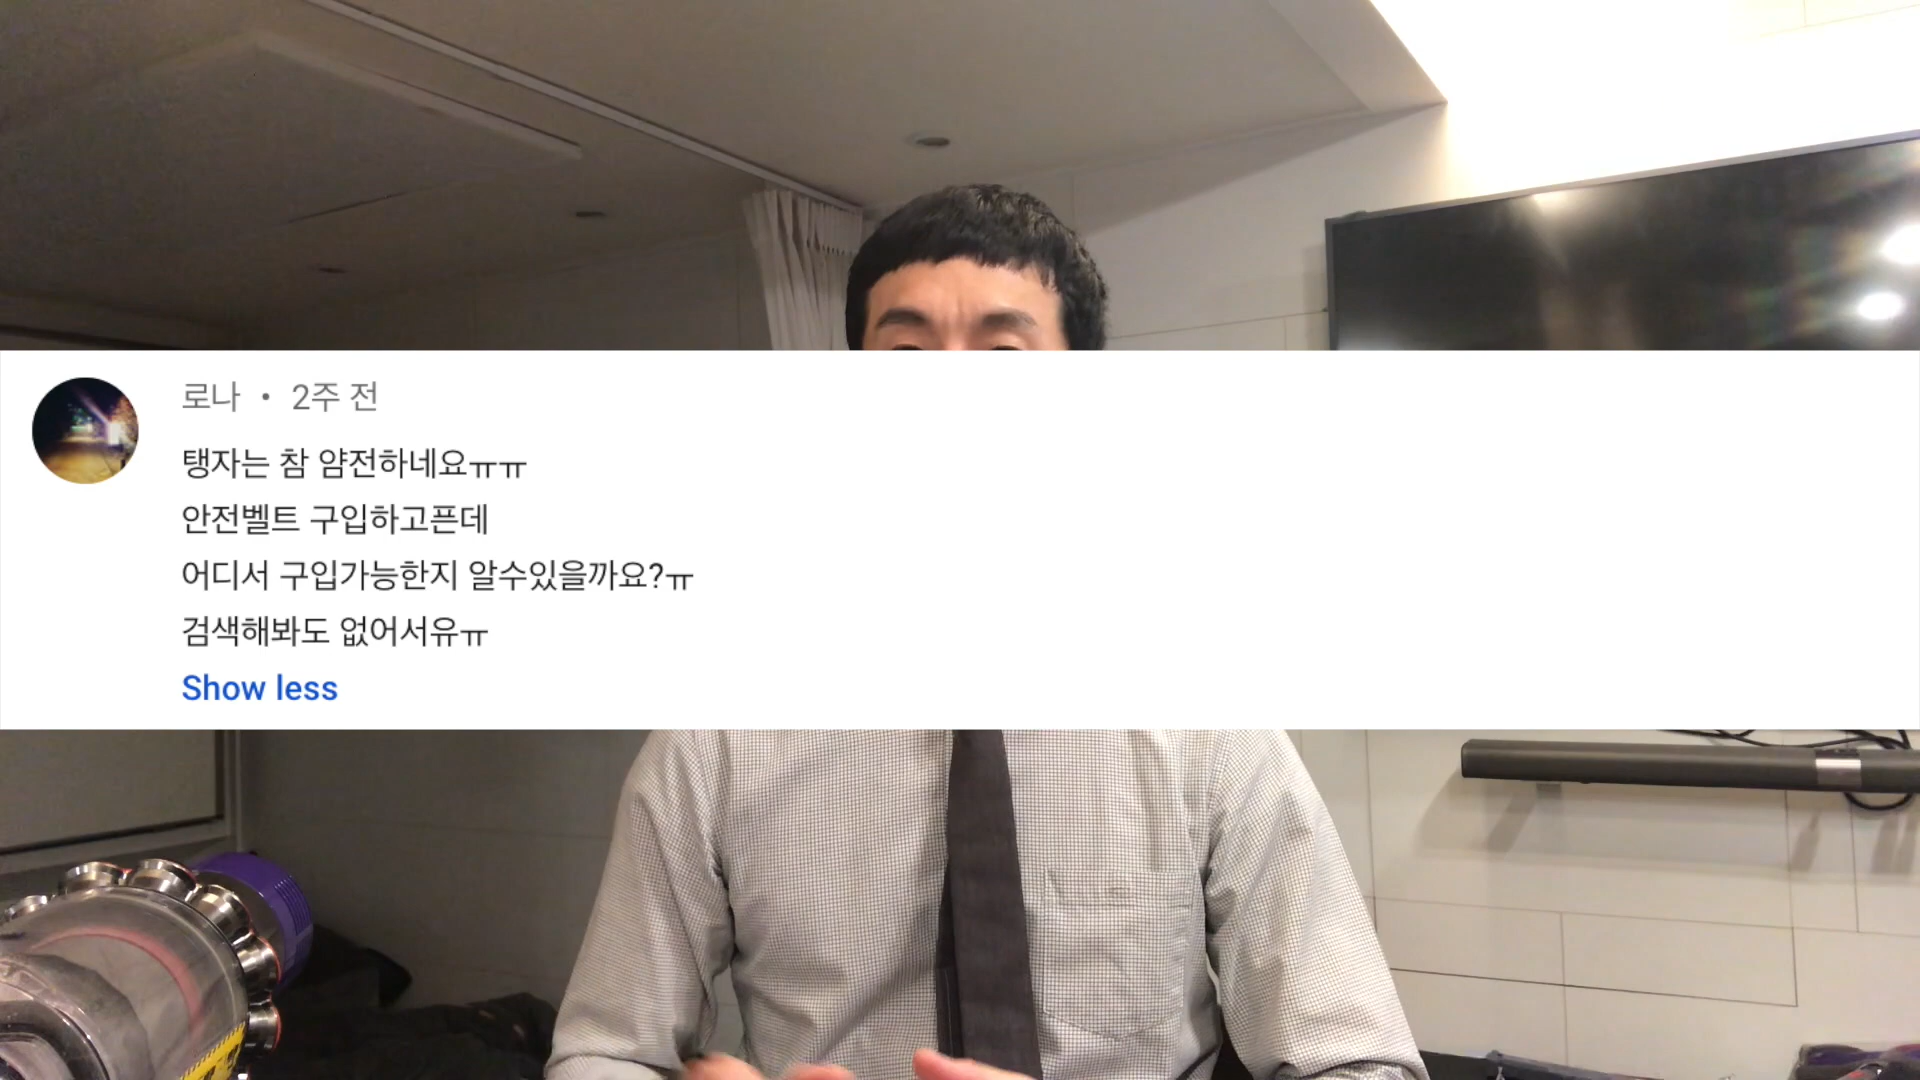 로나 • 2주 전
탱자는 참 얌전하네요ㅠㅠ
안전벨트 구입하고픈데
어디서 구입가능한지 알수있을까요?ㅠ
검색해봐도 없어서유ㅠ
Show less